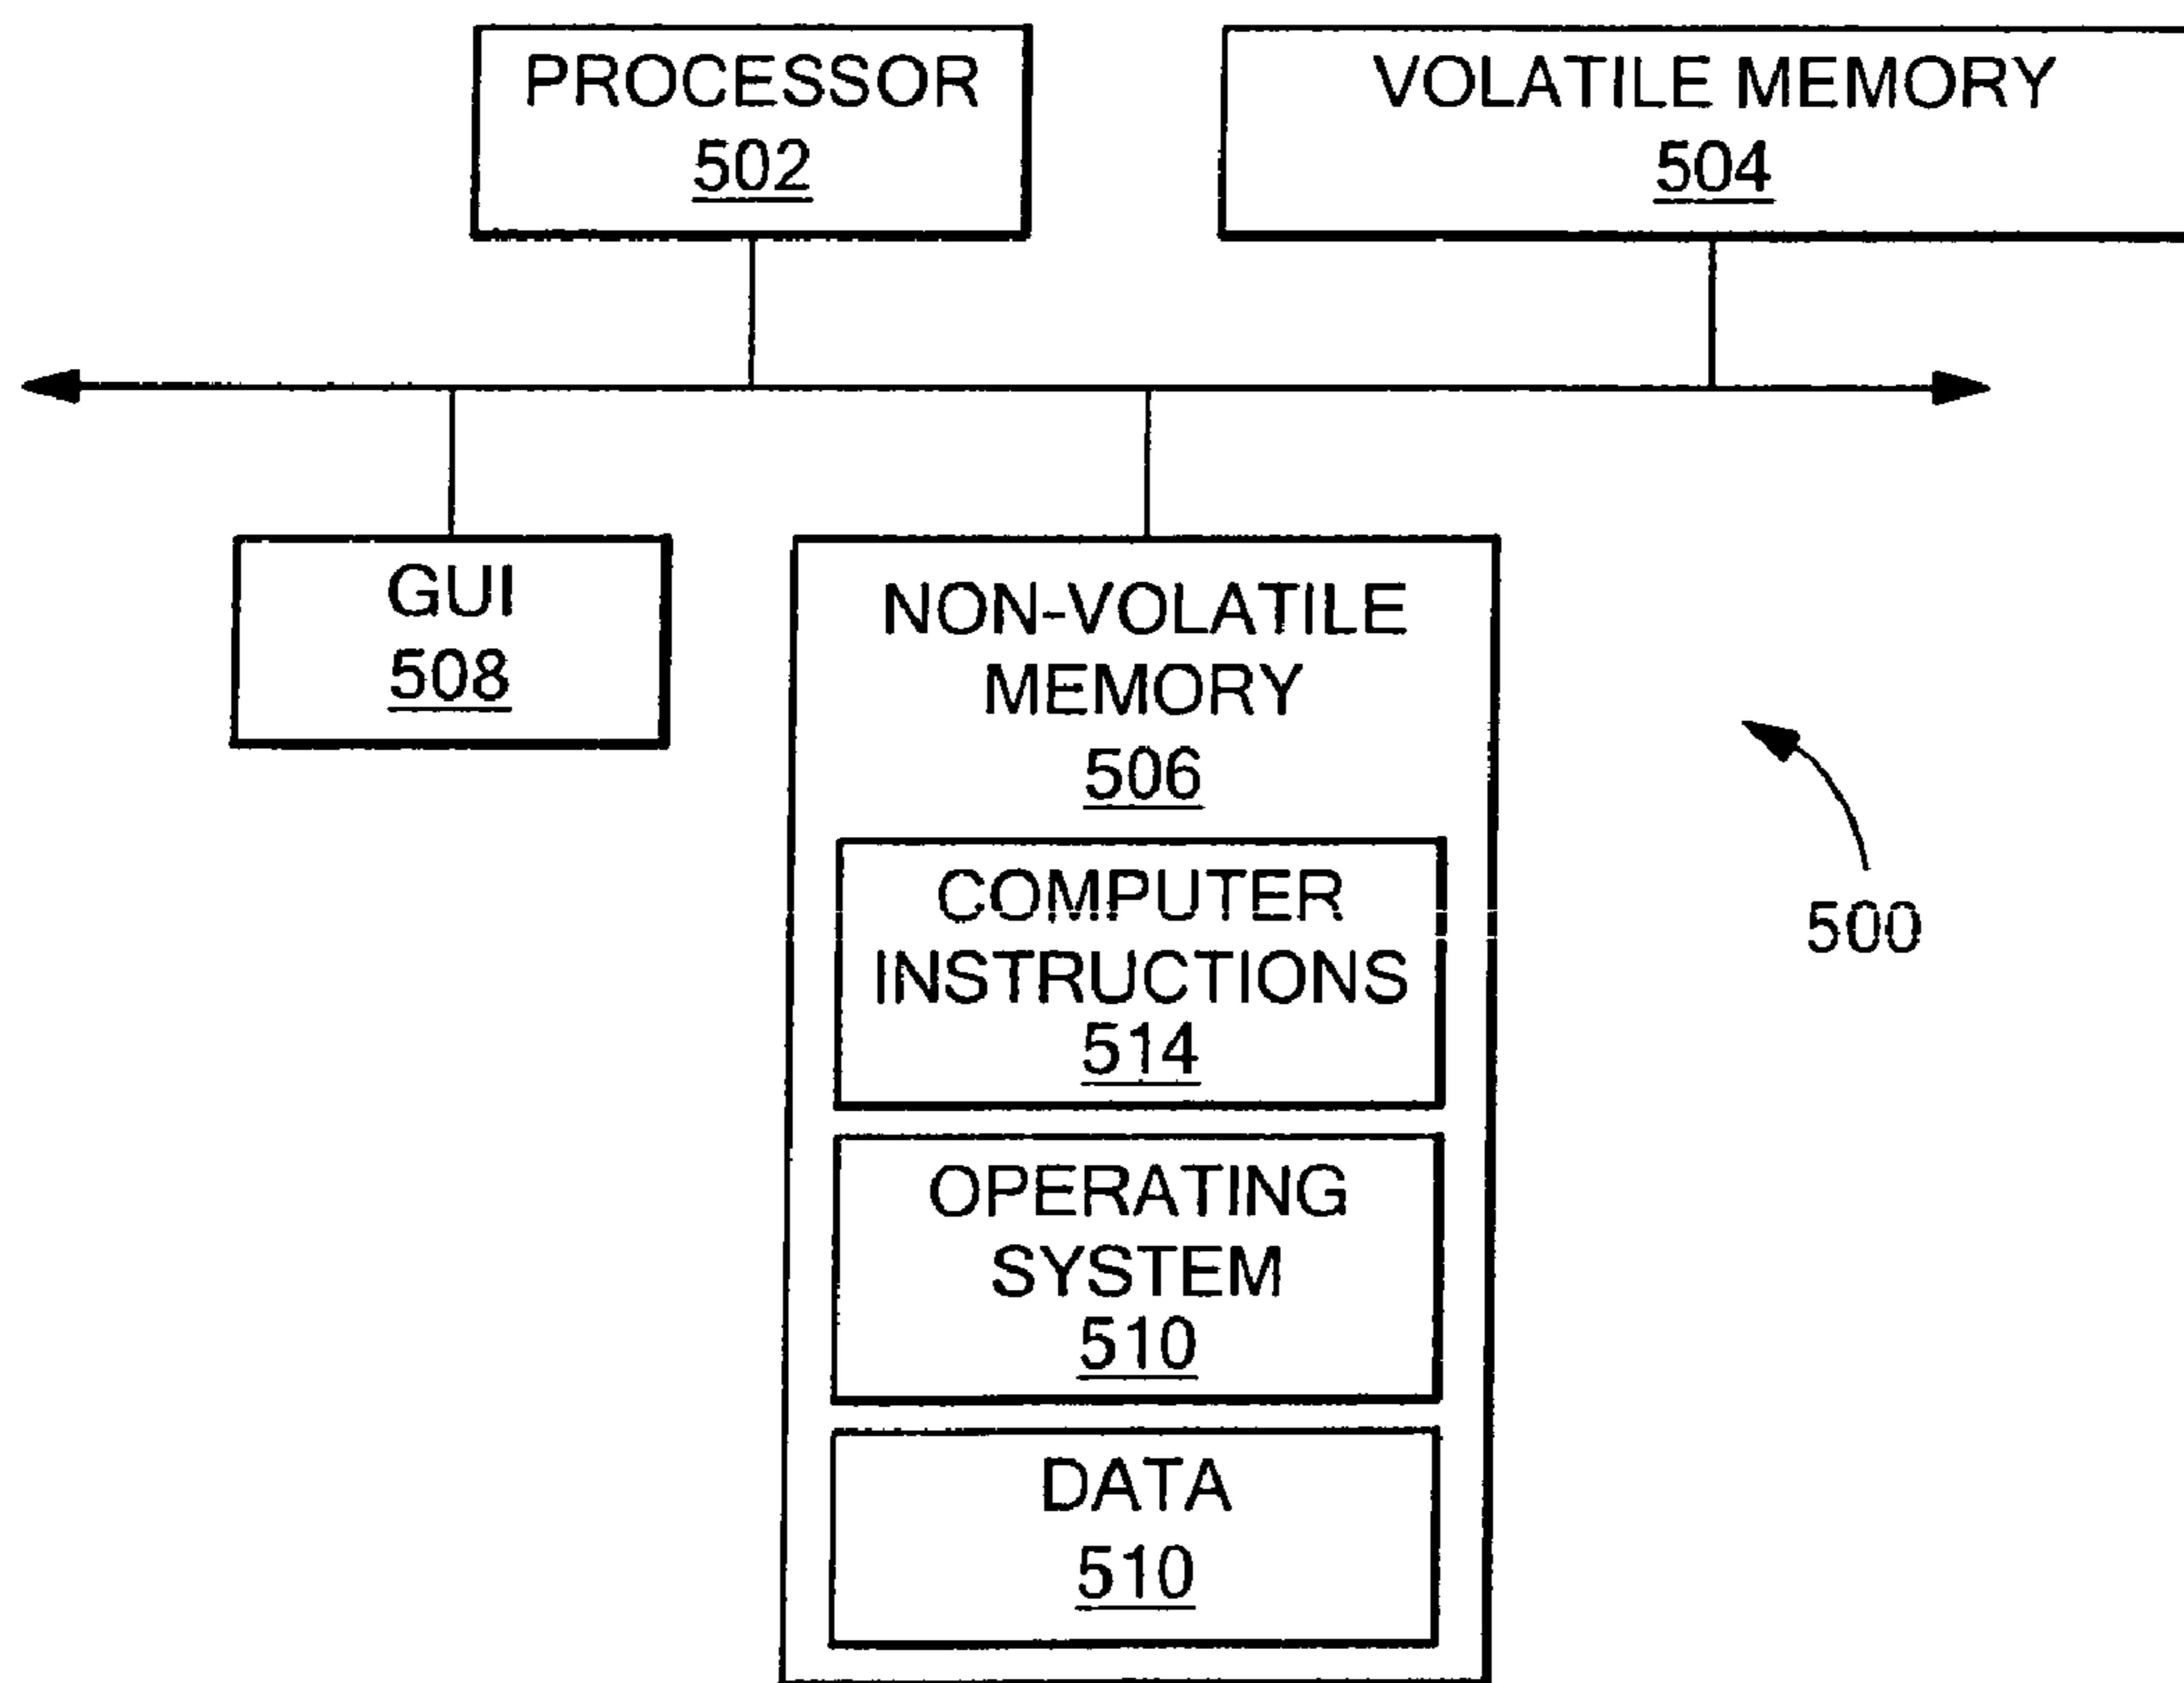 PROCESSOR
502
VOLATILE MEMORY
504
GUI
508
NON-VOLATILE
MEMORY
506
COMPUTER
INSTRUCTIONS
514
OPERATING
SYSTEM
510
DATA
510
500